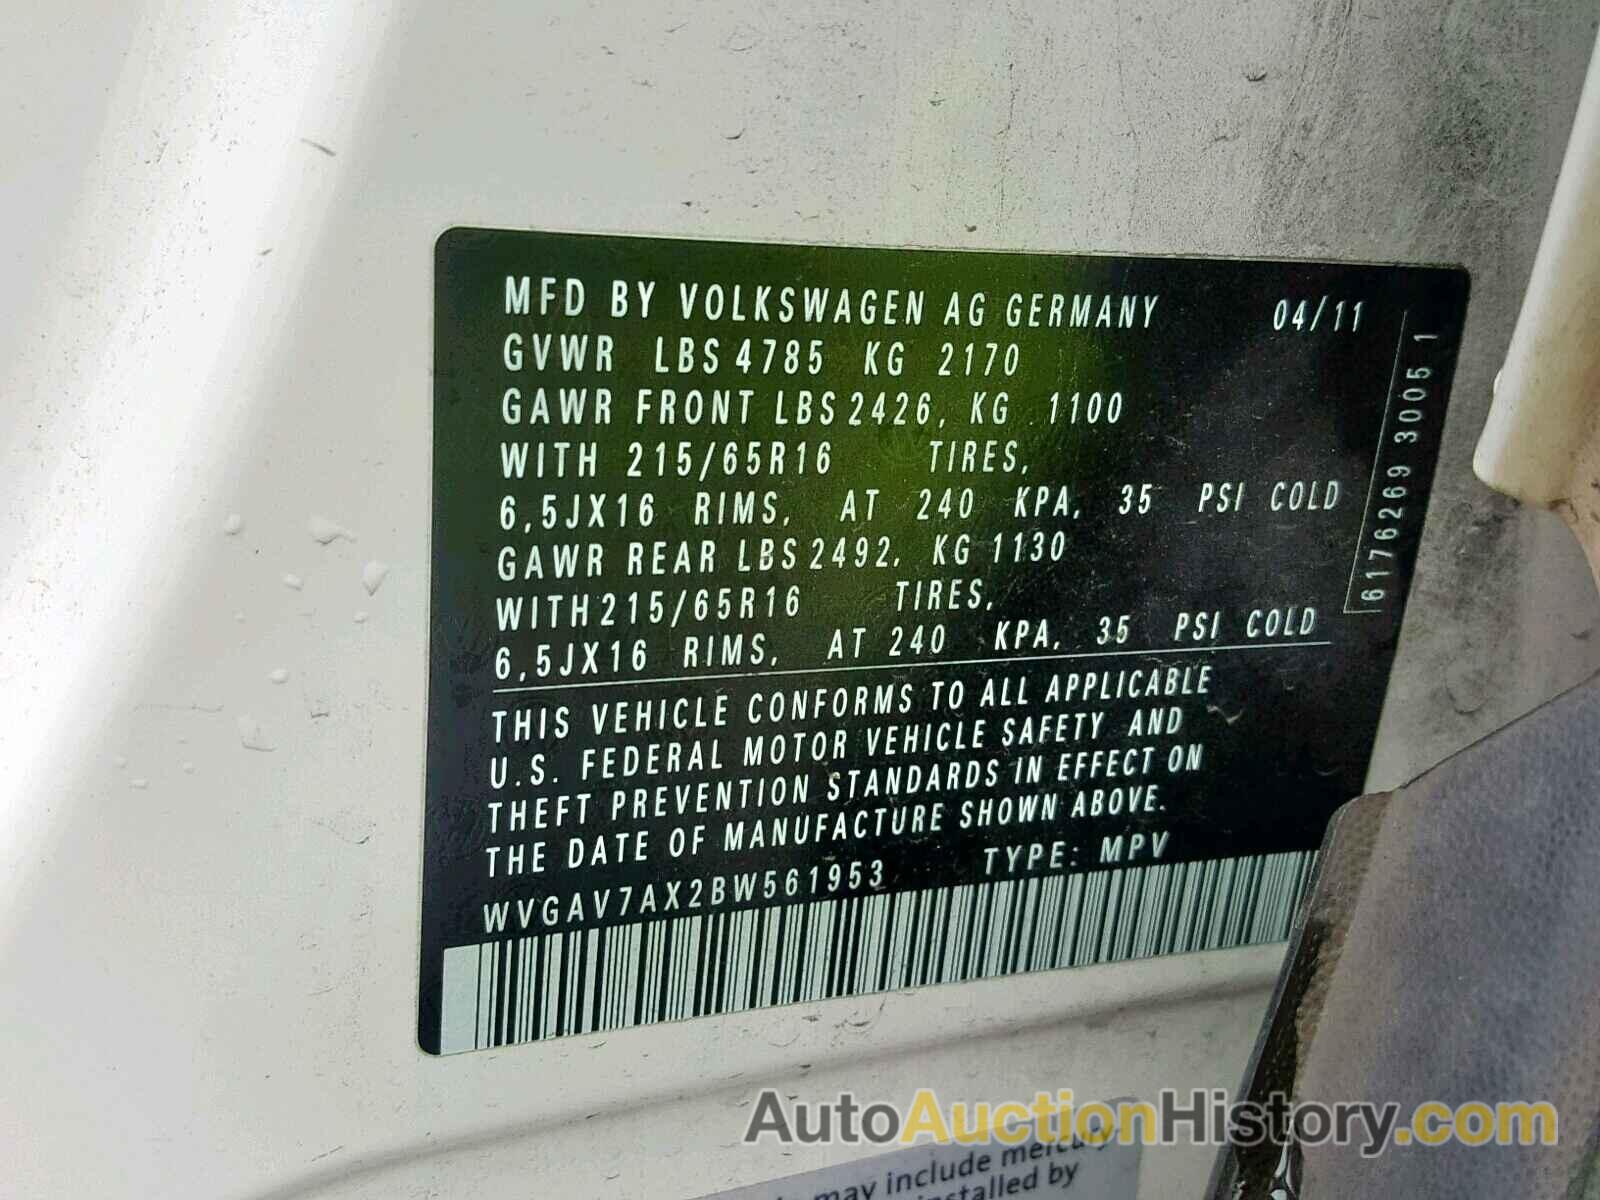 MFD BY VOLKSWAGEN AG GERMANY 04/11
GVWR LBS 4785 KG 2170
GAWR FRONT LBS 2426, KG 1100
WITH 215/65R16 TIRES,
6,5JX16 RIMS, AT 240 KPA, 35 PSI COLD
GAWR REAR LBS 2492, KG 1130
WITH 215/65R16 TIRES,
6,5JX16 RIMS, AT 240 KPA, 35 PSI COLD
THIS VEHICLE CONFORMS TO ALL APPLICABLE
U.S. FEDERAL MOTOR VEHICLE SAFETY AND
THEFT PREVENTION STANDARDS IN EFFECT ON
THE DATE OF MANUFACTURE SHOWN ABOVE.
WVGAV7AX2BW561953 TYPE: MPV
6176269 3005 1
AutoAuctionHistory.com
may include mercury
installed by